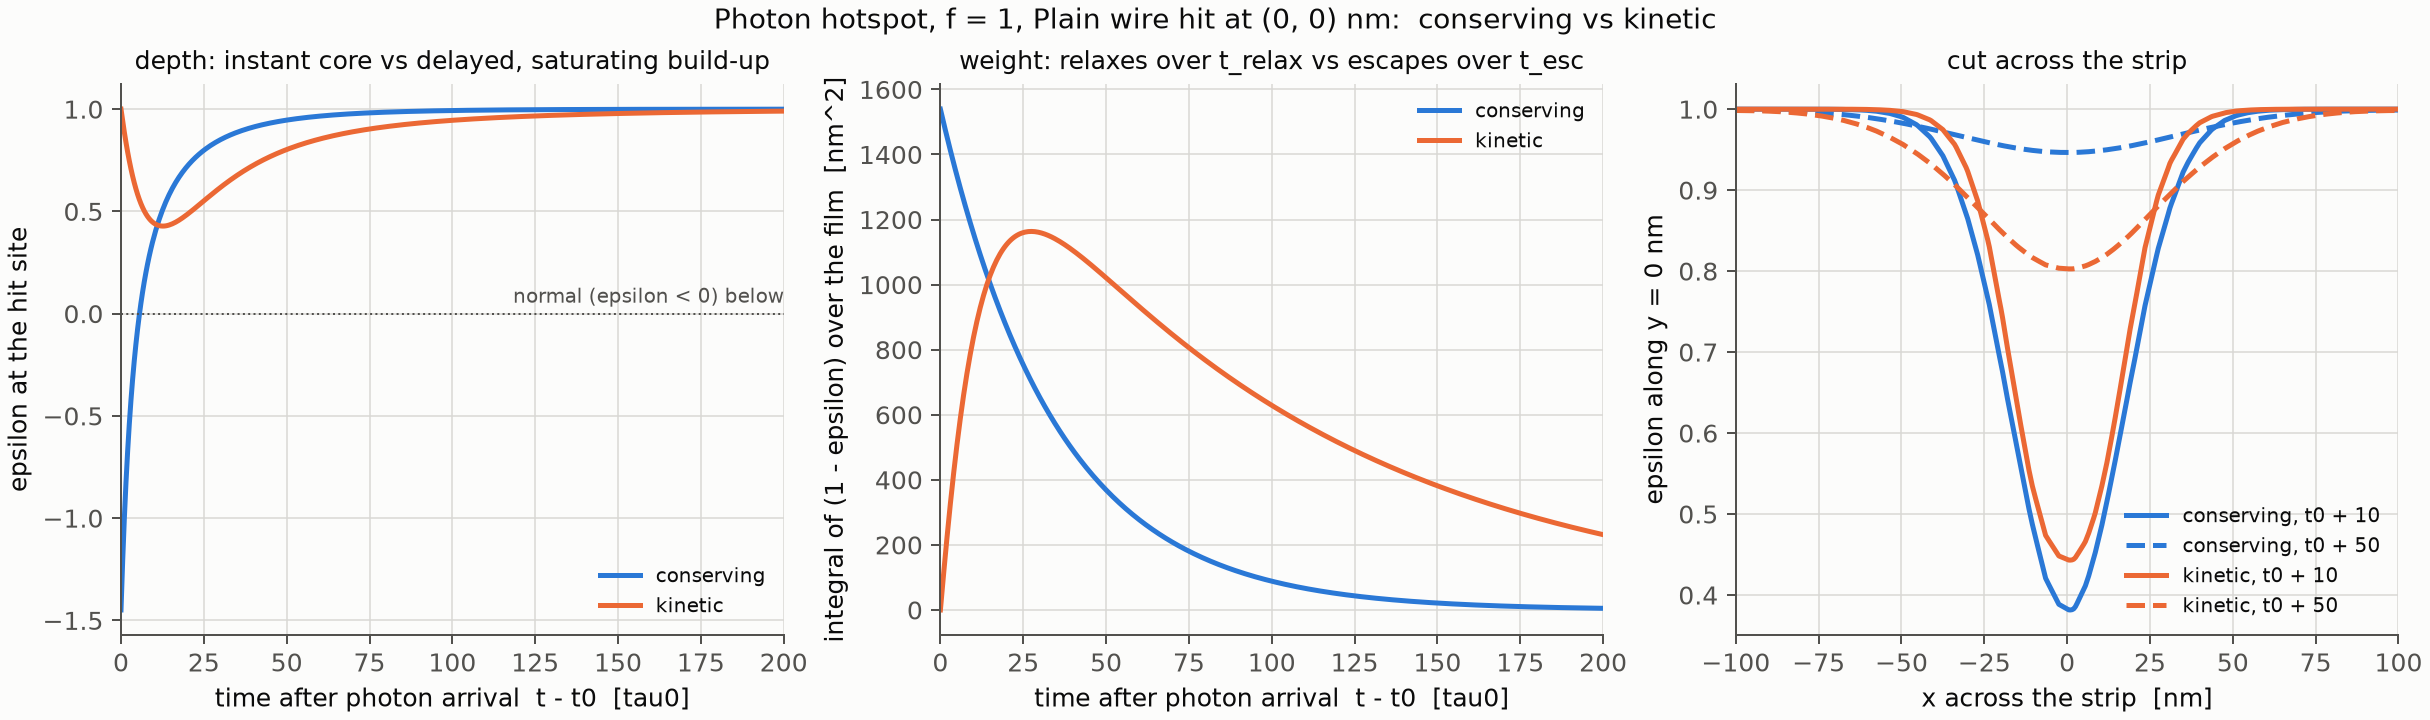 Photon hotspot, f = 1, Plain wire hit at (0, 0) nm:  conserving vs kinetic
depth: instant core vs delayed, saturating build-up
epsilon at the hit site
1.0
0.5
0.0
−0.5
−1.0
−1.5
normal (epsilon < 0) below
conserving
kinetic
0 25 50 75 100 125 150 175 200
time after photon arrival  t - t0  [tau0]
weight: relaxes over t_relax vs escapes over t_esc
integral of (1 - epsilon) over the film  [nm^2]
1600
1400
1200
1000
800
600
400
200
0
conserving
kinetic
0 25 50 75 100 125 150 175 200
time after photon arrival  t - t0  [tau0]
cut across the strip
epsilon along y = 0 nm
1.0
0.9
0.8
0.7
0.6
0.5
0.4
conserving, t0 + 10
conserving, t0 + 50
kinetic, t0 + 10
kinetic, t0 + 50
−100 −75 −50 −25 0 25 50 75 100
x across the strip  [nm]